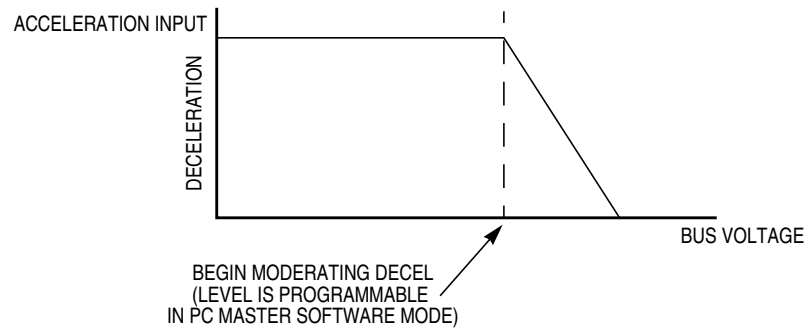 ACCELERATION INPUT
DECELERATION
BUS VOLTAGE
BEGIN MODERATING DECEL
(LEVEL IS PROGRAMMABLE
IN PC MASTER SOFTWARE MODE)